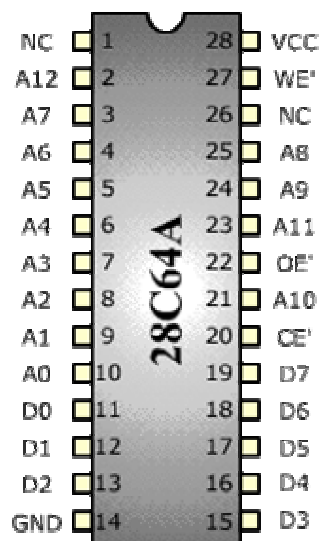 NC 1 28 VCC
A12 2 27 WE'
A7 3 26 NC
A6 4 25 A8
A5 5 24 A9
A4 6 23 A11
A3 7 22 OE'
A2 8 21 A10
A1 9 20 CE'
A0 10 19 D7
D0 11 18 D6
D1 12 17 D5
D2 13 16 D4
GND 14 15 D3
28C64A